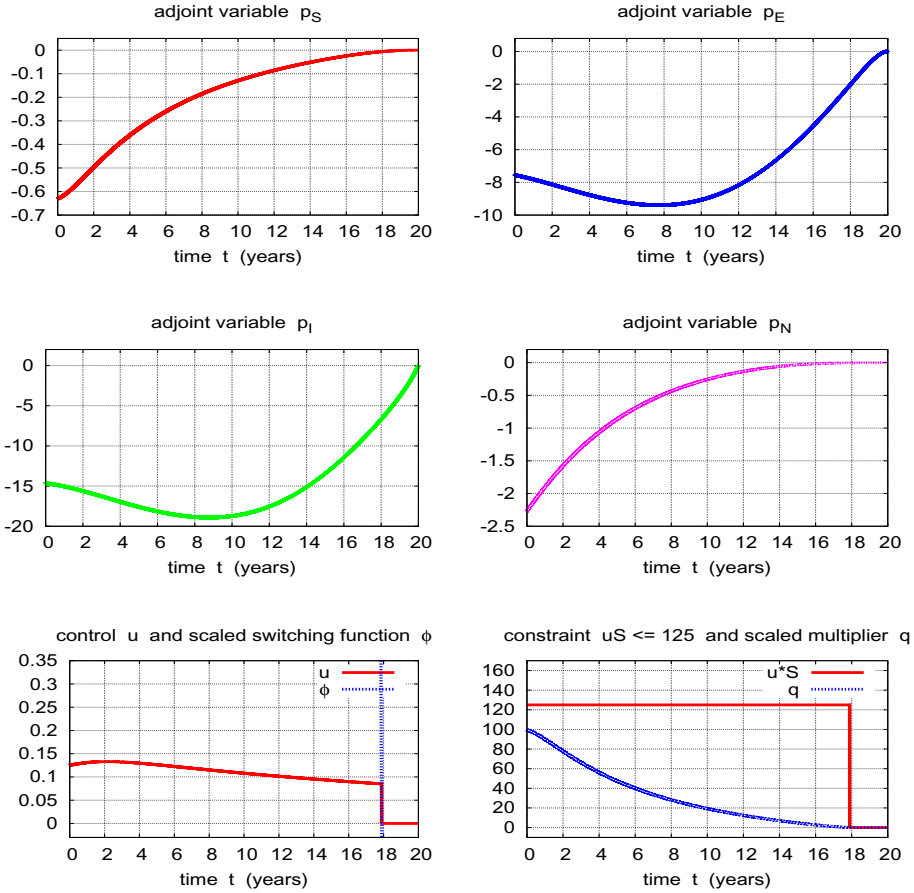 adjoint variable p_S
0
-0.1
-0.2
-0.3
-0.4
-0.5
-0.6
-0.7
0 2 4 6 8 10 12 14 16 18 20
time t (years)
adjoint variable p_E
0
-2
-4
-6
-8
-10
0 2 4 6 8 10 12 14 16 18 20
time t (years)
adjoint variable p_I
0
-5
-10
-15
-20
0 2 4 6 8 10 12 14 16 18 20
time t (years)
adjoint variable p_N
0
-0.5
-1
-1.5
-2
-2.5
0 2 4 6 8 10 12 14 16 18 20
time t (years)
control u and scaled switching function ϕ
0.35
0.3
0.25
0.2
0.15
0.1
0.05
0
u
ϕ
0 2 4 6 8 10 12 14 16 18 20
time t (years)
constraint uS <= 125 and scaled multiplier q
160
140
120
100
80
60
40
20
0
u*S
q
0 2 4 6 8 10 12 14 16 18 20
time t (years)